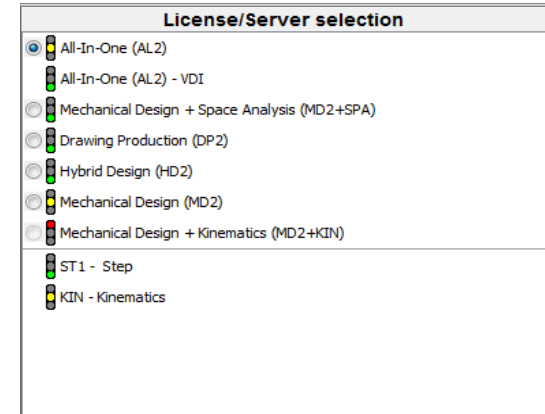 License/Server selection
All-In-One (AL2)
All-In-One (AL2) - VDI
Mechanical Design + Space Analysis (MD2+SPA)
Drawing Production (DP2)
Hybrid Design (HD2)
Mechanical Design (MD2)
Mechanical Design + Kinematics (MD2+KIN)
ST1 - Step
KIN - Kinematics